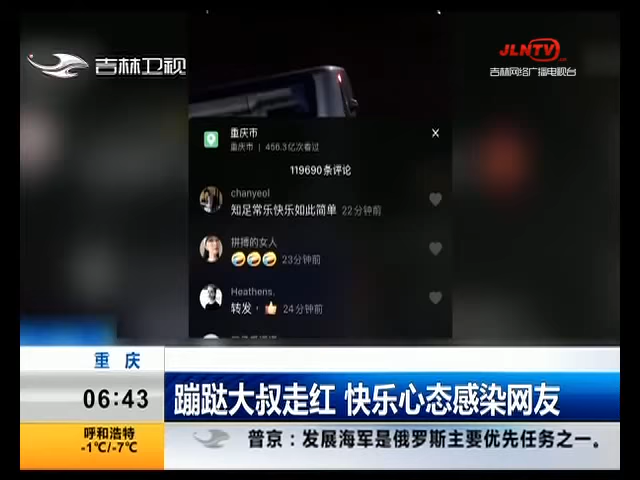 吉林卫视
JLNTV
吉林网络广播电视台
重庆市
重庆市 | 456.3亿次看过
119690条评论
chanyeol
知足常乐快乐如此简单 22分钟前
拼搏的女人
🤣🤣🤣 23分钟前
Heathens.
转发,👍 24分钟前
重庆
06:43
蹦跶大叔走红 快乐心态感染网友
呼和浩特
-1℃/-7℃
普京:发展海军是俄罗斯主要优先任务之一。